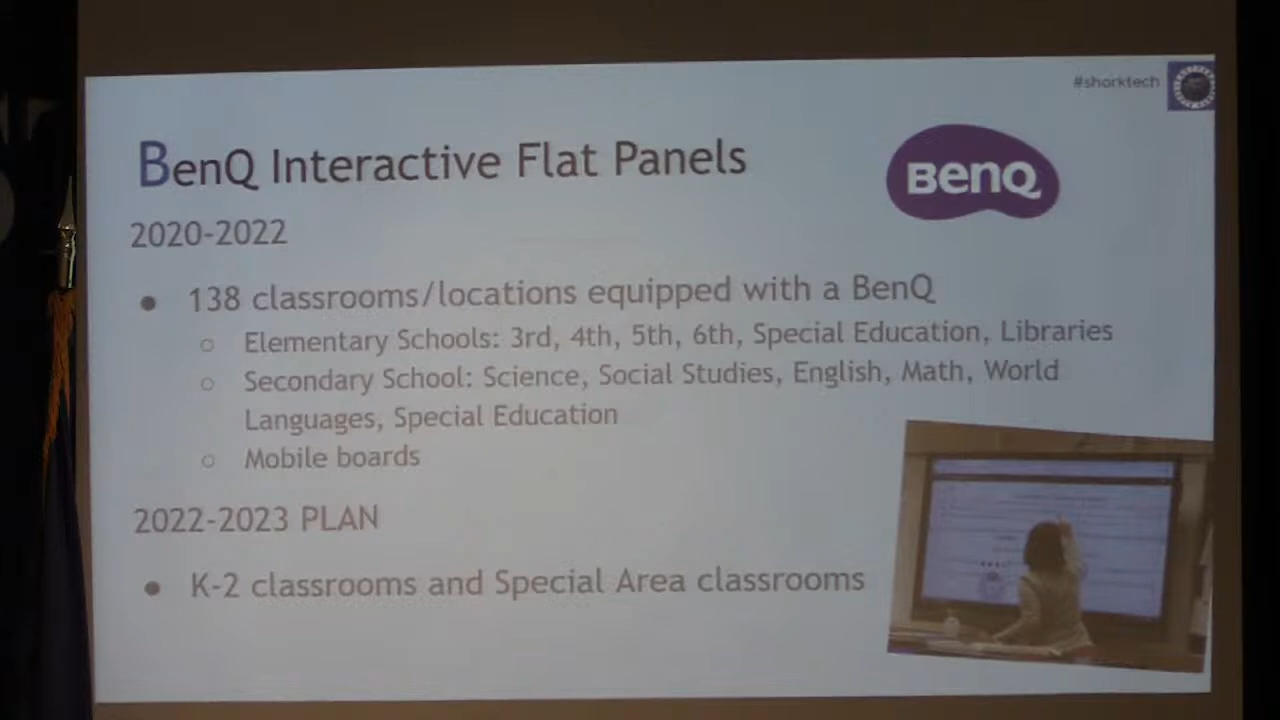 #shorktech
BenQ Interactive Flat Panels
BenQ
2020-2022
● 138 classrooms/locations equipped with a BenQ
○ Elementary Schools: 3rd, 4th, 5th, 6th, Special Education, Libraries
○ Secondary School: Science, Social Studies, English, Math, World
Languages, Special Education
○ Mobile boards
2022-2023 PLAN
● K-2 classrooms and Special Area classrooms